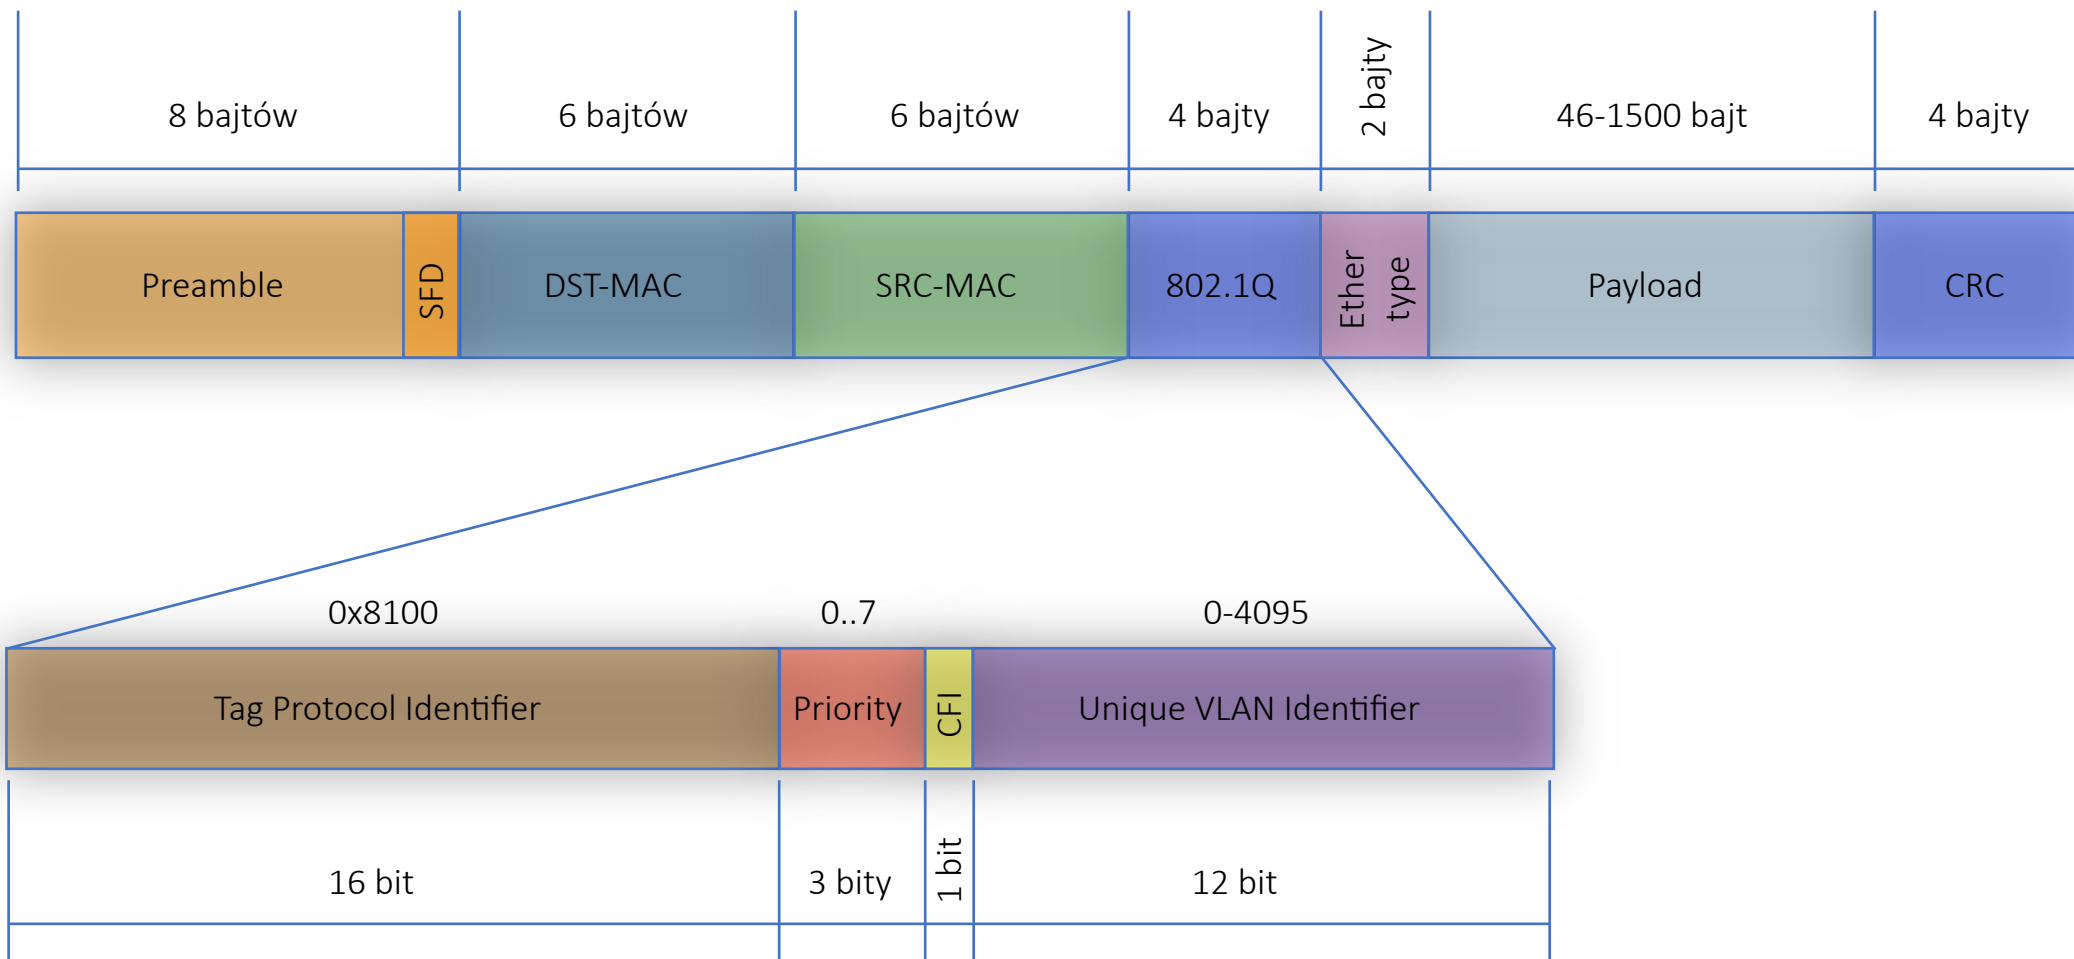 8 bajtów
6 bajtów
6 bajtów
4 bajty
2 bajty
46-1500 bajt
4 bajty
Preamble
SFD
DST-MAC
SRC-MAC
802.1Q
Ether
type
Payload
CRC
0x8100
0..7
0-4095
Tag Protocol Identifier
Priority
CFI
Unique VLAN Identifier
16 bit
3 bity
1 bit
12 bit